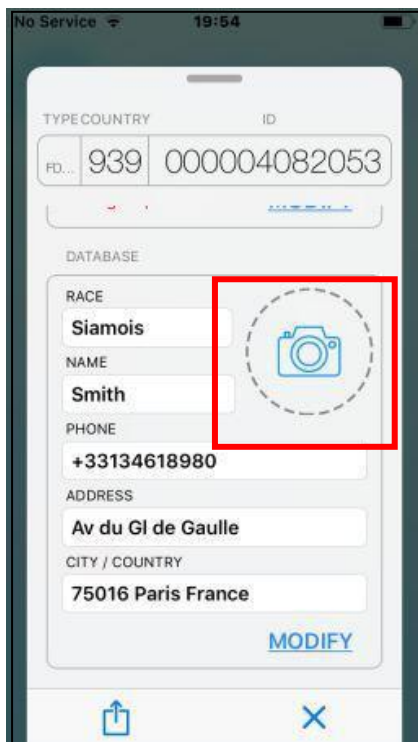 No Service 19:54
TYPE COUNTRY ID
FD... 939 000004082053
DATABASE
RACE
Siamois
NAME
Smith
PHONE
+33134618980
ADDRESS
Av du Gl de Gaulle
CITY / COUNTRY
75016 Paris France
MODIFY